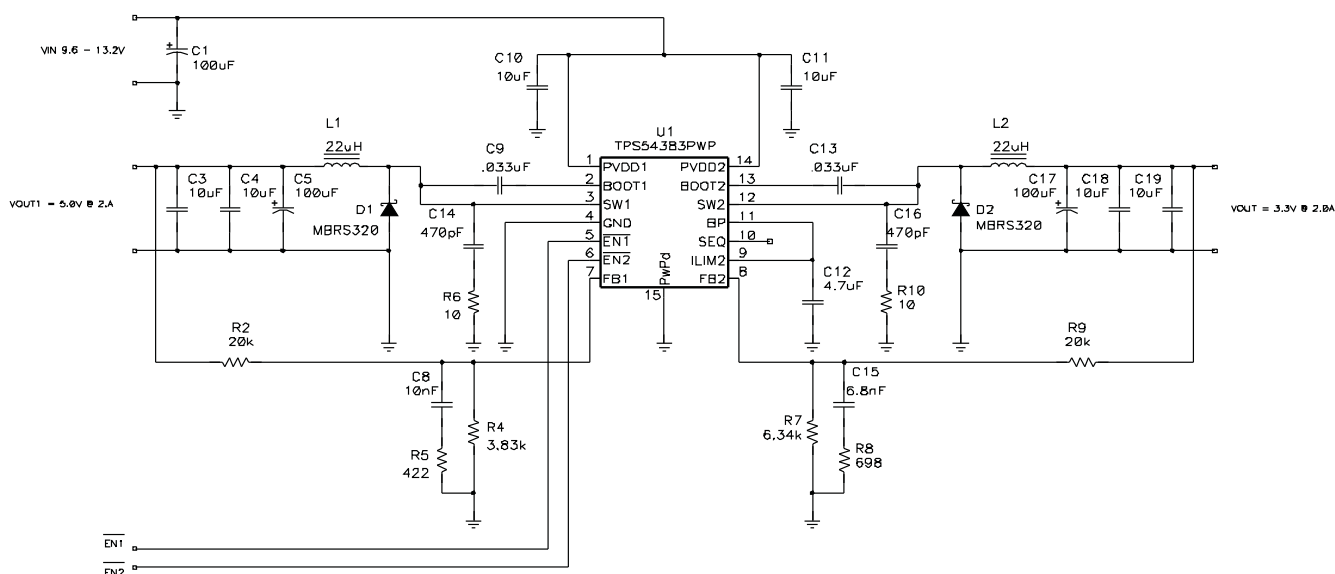 VIN 9.6 - 13.2V
C1
100uF
C10
10uF
C11
10uF
L1
22uH
U1
TPS54383PWP
L2
22uH
C9
.033uF
C13
.033uF
1 PVDD1
2 BOOT1
3 SW1
4 GND
5 EN1
6 EN2
7 FB1
PVDD2 14
BOOT2 13
SW2 12
BP 11
SEQ 10
ILIM2 9
FB2 8
PwPd
15
C3
10uF
C4
10uF
C5
100uF
D1
MBRS320
C14
470pF
VOUT1 = 5.0V @ 2.A
C16
470pF
D2
MBRS320
C17
100uF
C18
10uF
C19
10uF
VOUT = 3.3V @ 2.0A
R6
10
C12
4.7uF
R10
10
R2
20k
R9
20k
C8
10nF
C15
6.8nF
R4
3.83k
R5
422
R7
6.34k
R8
698
EN1
EN2